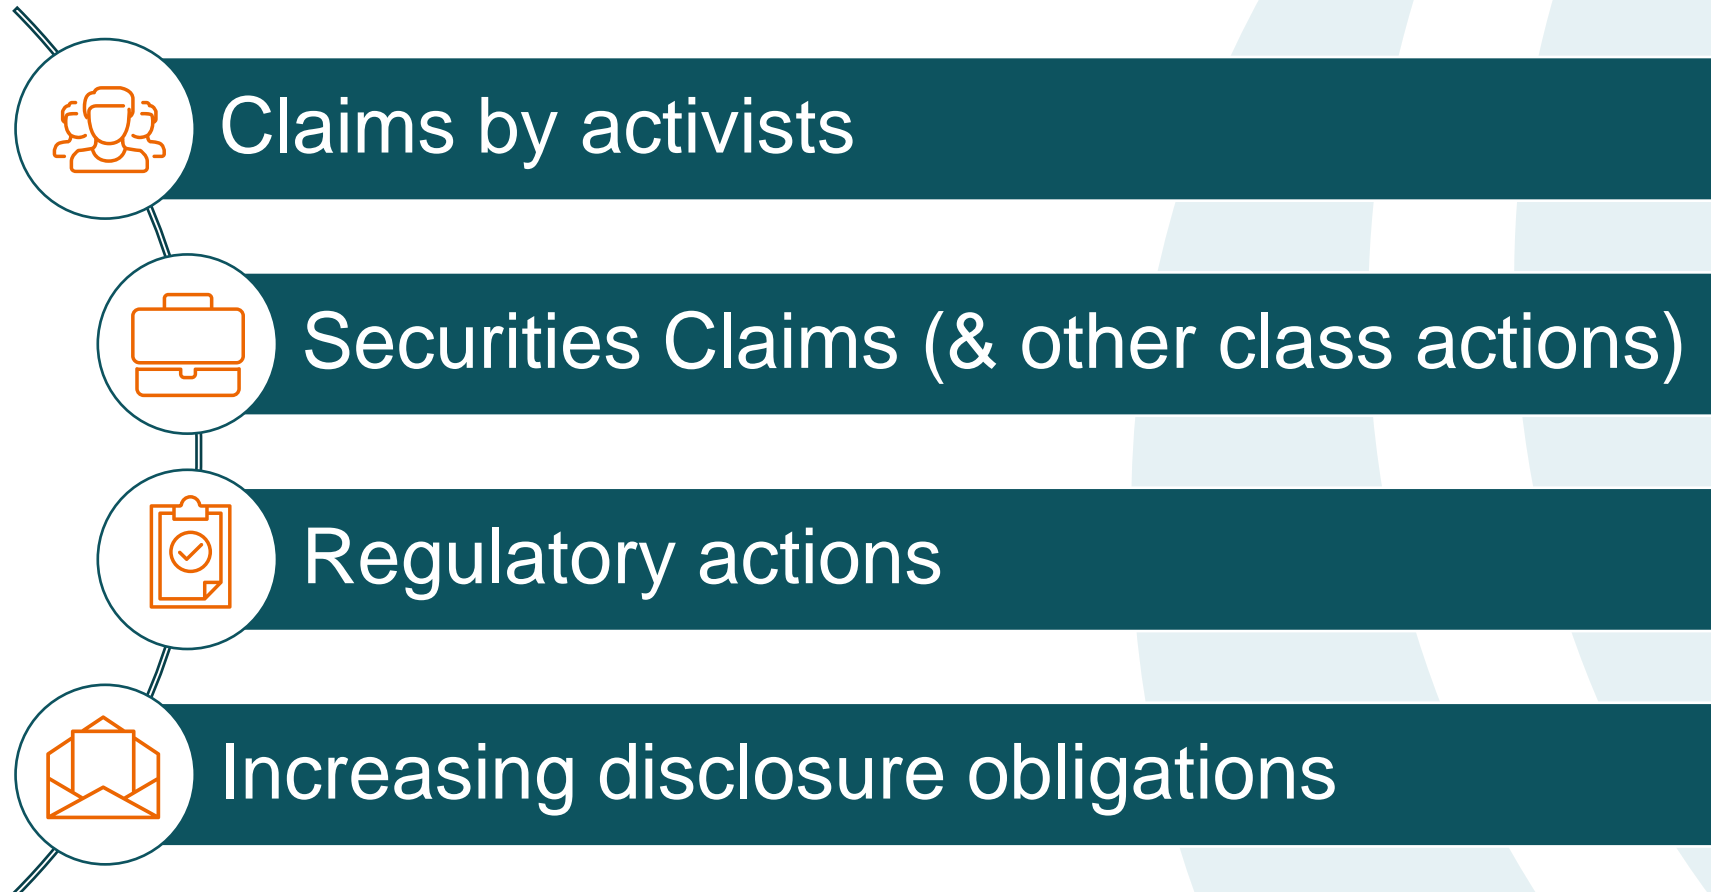 Claims by activists
Securities Claims (& other class actions)
Regulatory actions
Increasing disclosure obligations